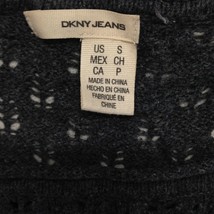 DKNY JEANS
US S
MEX CH
CA P
MADE IN CHINA
HECHO EN CHINA
FABRIQUÉ EN
CHINE